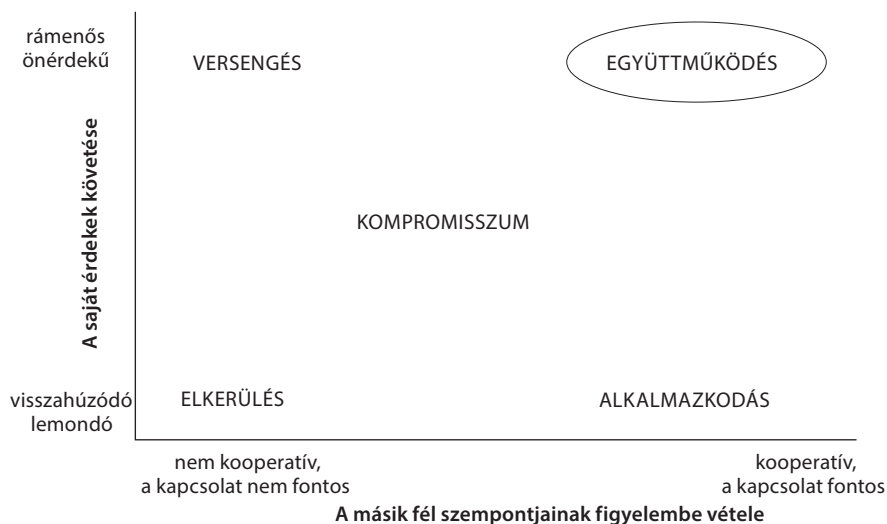 rámenős
önérdekű
VERSENGÉS
EGYÜTTMŰKÖDÉS
A saját érdekek követése
KOMPROMISSZUM
visszahúzódó
lemondó
ELKERÜLÉS
ALKALMAZKODÁS
nem kooperatív,
a kapcsolat nem fontos
kooperatív,
a kapcsolat fontos
A másik fél szempontjainak figyelembe vétele